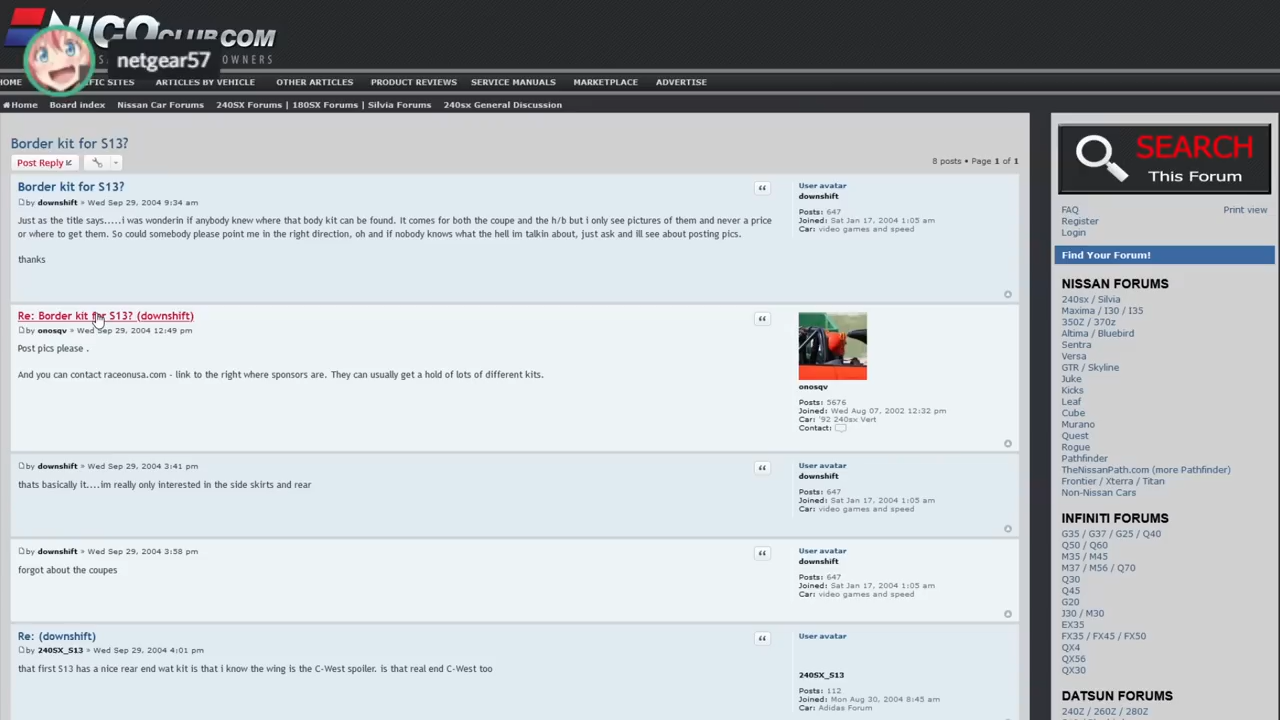 NICOCLUB.COM
OWNERS
netgear57
HOME
SITES
ARTICLES BY VEHICLE
OTHER ARTICLES
PRODUCT REVIEWS
SERVICE MANUALS
MARKETPLACE
ADVERTISE
Home Board index Nissan Car Forums 240SX Forums | 180SX Forums | Silvia Forums 240sx General Discussion
Border kit for S13?
Post Reply
8 posts • Page 1 of 1
Border kit for S13?
by downshift » Wed Sep 29, 2004 9:34 am
Just as the title says.....i was wonderin if anybody knew where that body kit can be found. It comes for both the coupe and the h/b but i only see pictures of them and never a price
or where to get them. So could somebody please point me in the right direction, oh and if nobody knows what the hell im talkin about, just ask and ill see about posting pics.
thanks
User avatar
downshift
Posts: 647
Joined: Sat Jan 17, 2004 1:05 am
Car: video games and speed
Re: Border kit for S13? (downshift)
by onosqv » Wed Sep 29, 2004 12:49 pm
Post pics please .
And you can contact raceonusa.com - link to the right where sponsors are. They can usually get a hold of lots of different kits.
onosqv
Posts: 5676
Joined: Wed Aug 07, 2002 12:32 pm
Car: '92 240sx Vert
Contact:
by downshift » Wed Sep 29, 2004 3:41 pm
thats basically it....im really only interested in the side skirts and rear
User avatar
downshift
Posts: 647
Joined: Sat Jan 17, 2004 1:05 am
Car: video games and speed
by downshift » Wed Sep 29, 2004 3:58 pm
forgot about the coupes
User avatar
downshift
Posts: 647
Joined: Sat Jan 17, 2004 1:05 am
Car: video games and speed
Re: (downshift)
by 240SX_S13 » Wed Sep 29, 2004 4:01 pm
that first S13 has a nice rear end wat kit is that i know the wing is the C-West spoiler. is that real end C-West too
User avatar
240SX_S13
Posts: 112
Joined: Mon Aug 30, 2004 8:45 am
Car: Adidas Forum
SEARCH
This Forum
FAQ
Print view
Register
Login
Find Your Forum!
NISSAN FORUMS
240sx / Silvia
Maxima / I30 / I35
350Z / 370z
Altima / Bluebird
Sentra
Versa
GTR / Skyline
Juke
Kicks
Leaf
Cube
Murano
Quest
Rogue
Pathfinder
TheNissanPath.com (more Pathfinder)
Frontier / Xterra / Titan
Non-Nissan Cars
INFINITI FORUMS
G35 / G37 / G25 / Q40
Q50 / Q60
M35 / M45
M37 / M56 / Q70
Q30
Q45
G20
J30 / M30
EX35
FX35 / FX45 / FX50
QX4
QX56
QX30
DATSUN FORUMS
240Z / 260Z / 280Z